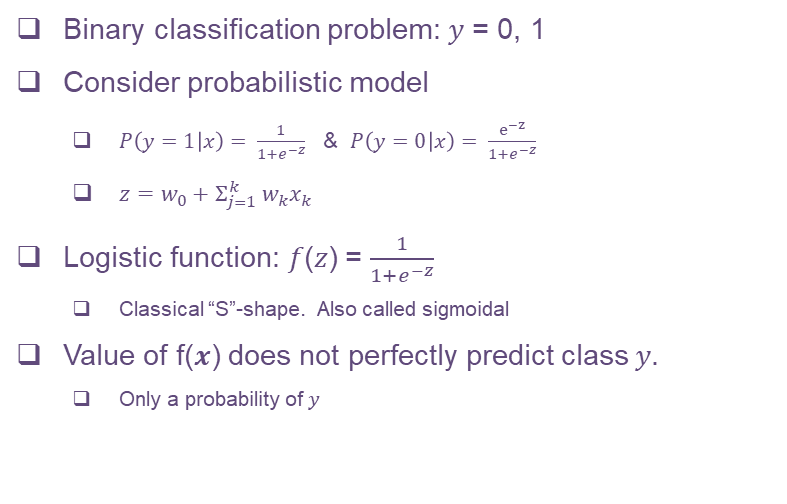 ❑ Binary classification problem: 𝑦 = 0, 1
❑ Consider probabilistic model
❑ $P(y = 1|x) = \frac{1}{1+e^{-z}}$ & $P(y = 0|x) = \frac{e^{-z}}{1+e^{-z}}$
❑ $z = w_0 + \Sigma_{j=1}^{k} w_k x_k$
❑ Logistic function: $f(z) = \frac{1}{1+e^{-z}}$
❑ Classical “S”-shape. Also called sigmoidal
❑ Value of f(𝒙) does not perfectly predict class 𝑦.
❑ Only a probability of 𝑦